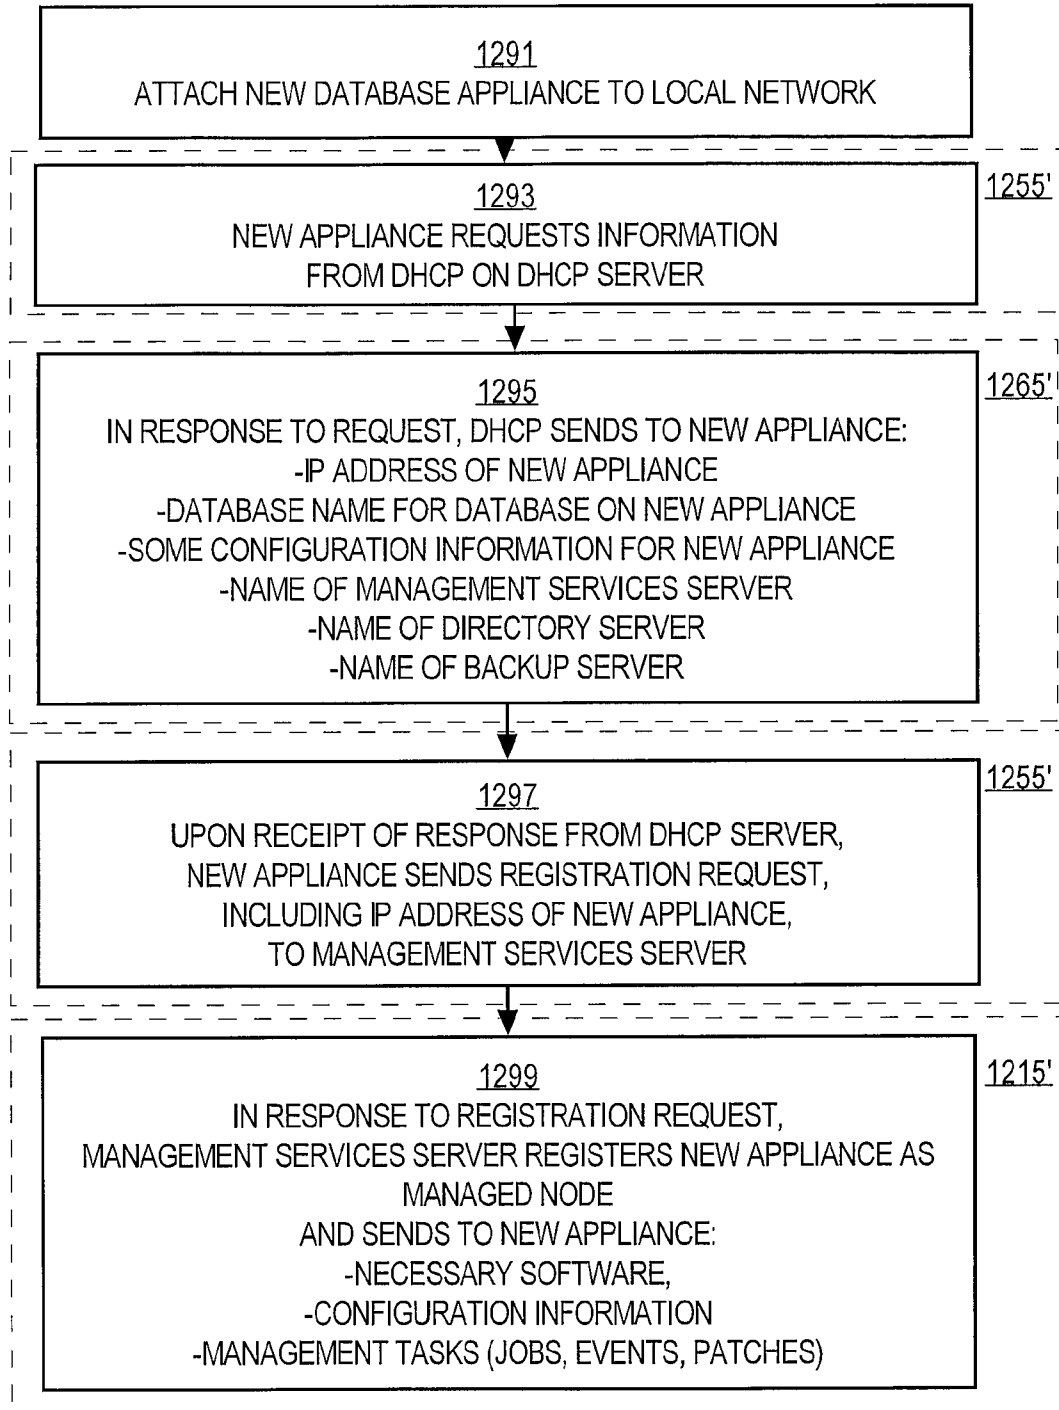 1291
ATTACH NEW DATABASE APPLIANCE TO LOCAL NETWORK
1255'
1293
NEW APPLIANCE REQUESTS INFORMATION
FROM DHCP ON DHCP SERVER
1265'
1295
IN RESPONSE TO REQUEST, DHCP SENDS TO NEW APPLIANCE:
-IP ADDRESS OF NEW APPLIANCE
-DATABASE NAME FOR DATABASE ON NEW APPLIANCE
-SOME CONFIGURATION INFORMATION FOR NEW APPLIANCE
-NAME OF MANAGEMENT SERVICES SERVER
-NAME OF DIRECTORY SERVER
-NAME OF BACKUP SERVER
1255'
1297
UPON RECEIPT OF RESPONSE FROM DHCP SERVER,
NEW APPLIANCE SENDS REGISTRATION REQUEST,
INCLUDING IP ADDRESS OF NEW APPLIANCE,
TO MANAGEMENT SERVICES SERVER
1215'
1299
IN RESPONSE TO REGISTRATION REQUEST,
MANAGEMENT SERVICES SERVER REGISTERS NEW APPLIANCE AS
MANAGED NODE
AND SENDS TO NEW APPLIANCE:
-NECESSARY SOFTWARE,
-CONFIGURATION INFORMATION
-MANAGEMENT TASKS (JOBS, EVENTS, PATCHES)